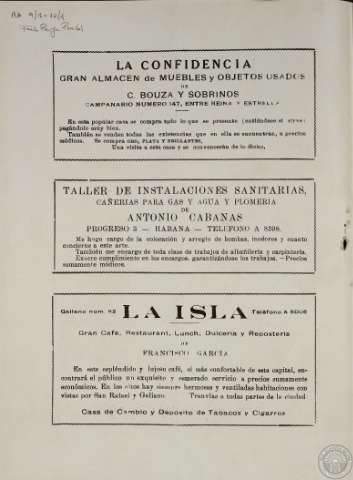 LA CONFIDENCIA
GRAN ALMACEN DE MUEBLES Y OBJETOS USADOS
DE
C. BOUZA Y SOBRINOS
CAMPANARIO NUMERO 147, ENTRE REINA Y ESTRELLA
En esta popular casa se compra todo lo que se presente
pagándolo muy bien.
También se venden todas las existencias que en ella se encuentran, a precios
módicos. Se compra oro, PLATA Y BRILLANTES.
Una visita a esta casa y se convencerán de lo dicho.
TALLER DE INSTALACIONES SANITARIAS,
CAÑERIAS PARA GAS Y AGUA Y PLOMERIA
DE
ANTONIO CABANAS
PROGRESO 3 — HABANA — TELEFONO A 8398.
Me hago cargo de la colocación y arreglo de bombas, inodoros y cuanto
concierne a este arte.
También me encargo de toda clase de trabajos de albañilería y carpintería.
Exacto cumplimiento en los encargos, garantizándose los trabajos. —Precios
sumamente módicos.
Galiano num. 92 LA ISLA Teléfono A 5006
Gran Café, Restaurant, Lunch, Dulcería y Repostería
DE
FRANCISCO GARCIA
En este espléndido y lujoso café, el más confortable de esta capital, en-
contrará el público un exquisito y esmerado servicio a precios sumamente
económicos. En los altos hay siempre hermosas y ventiladas habitaciones con
vistas por San Rafael y Galiano. Tranvías a todas partes de la ciudad
Casa de Cambio y Depósito de Tabacos y Cigarros